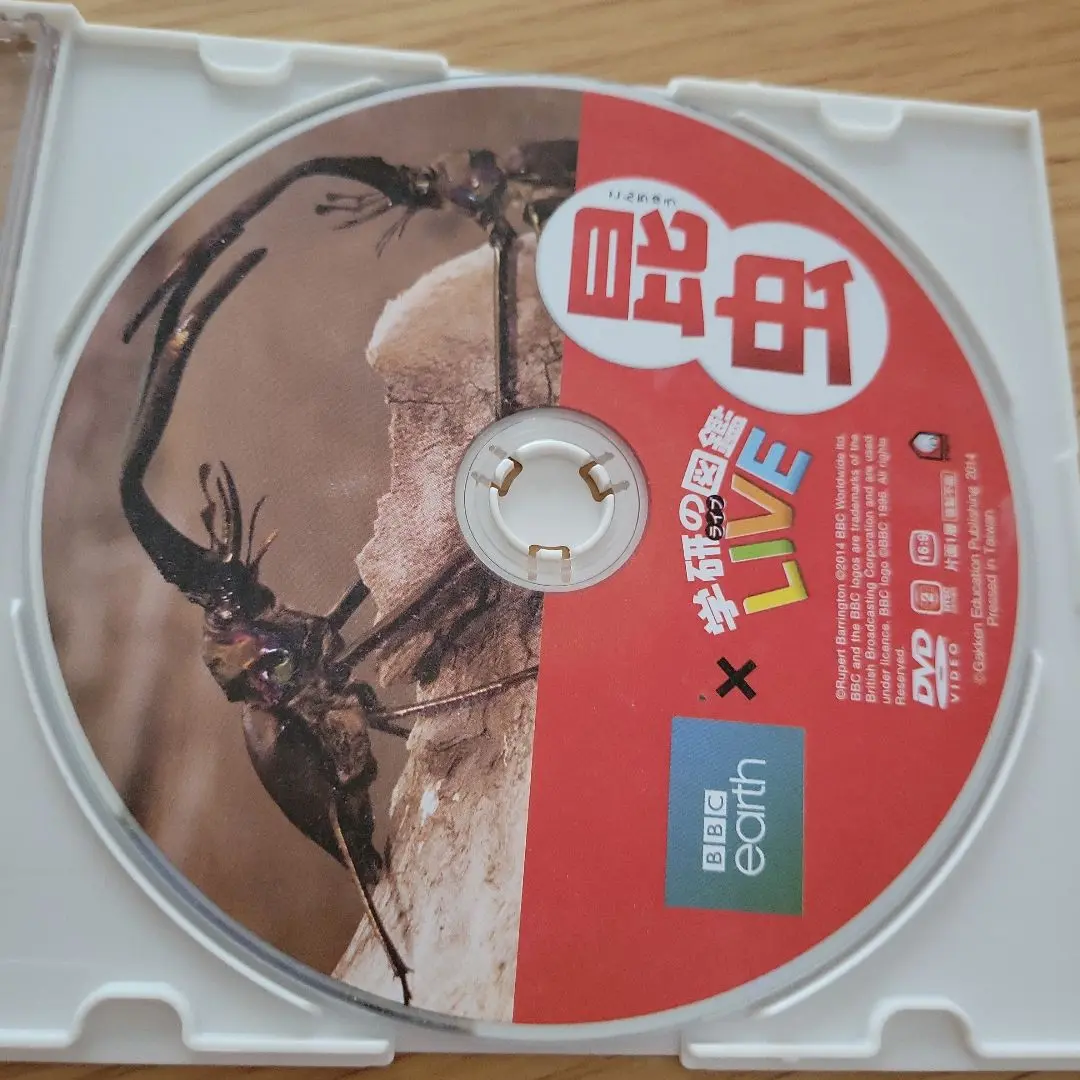 こんちゅう
昆虫
学研の図鑑
ライブ
LIVE
×
BBC
earth
©Rupert Barrington ©2014 BBC Worldwide ltd.
BBC and the BBC logos are trademarks of the
British Broadcasting Corporation and are used
under licence. BBC logo ©BBC 1996. All rights
Reserved.
DVD
VIDEO
2
16:9
片面1層
©Gakken Education Publishing 2014
Pressed in Taiwan